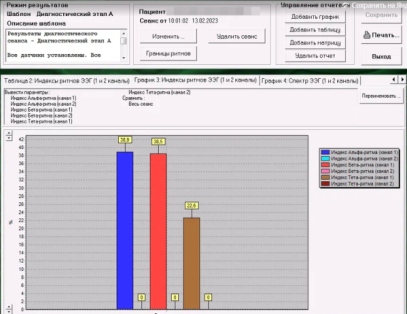 Режим результатов
Шаблон Диагностический этап А
Описание шаблона
Результаты диагностического
сеанса - Диагностический этап А
Все датчики установлены. Все
Пациент
Сеанс от 10:01:02 13.02.2023
Изменить...
Удалить сеанс
Границы ритмов
Управление отчетом
Добавить график
Добавить таблицу
Добавить матрицу
Удалить отчет
Сохранить
Печать...
Выход
Таблица 2: Индексы ритмов ЭЭГ (1 и 2 каналы)
График 3: Индексы ритмов ЭЭГ (1 и 2 каналы)
График 4: Спектр ЭЭГ (1 и 2 каналы)
Вывести параметры:
Индекс Альфа-ритма (канал 1)
Индекс Альфа-ритма (канал 2)
Индекс Бета-ритма (канал 1)
Индекс Бета-ритма (канал 2)
Индекс Тета-ритма (канал 1)
Индекс Тета-ритма (канал 2)
Сравнить:
Весь сеанс
Переименовать...
42
40
38
36
34
32
30
28
26
24
22
20
18
16
14
12
10
8
6
4
2
0
%
38,9
0
38,5
0
22,6
0
Индекс Альфа-ритма (канал 1)
Индекс Альфа-ритма (канал 2)
Индекс Бета-ритма (канал 1)
Индекс Бета-ритма (канал 2)
Индекс Тета-ритма (канал 1)
Индекс Тета-ритма (канал 2)